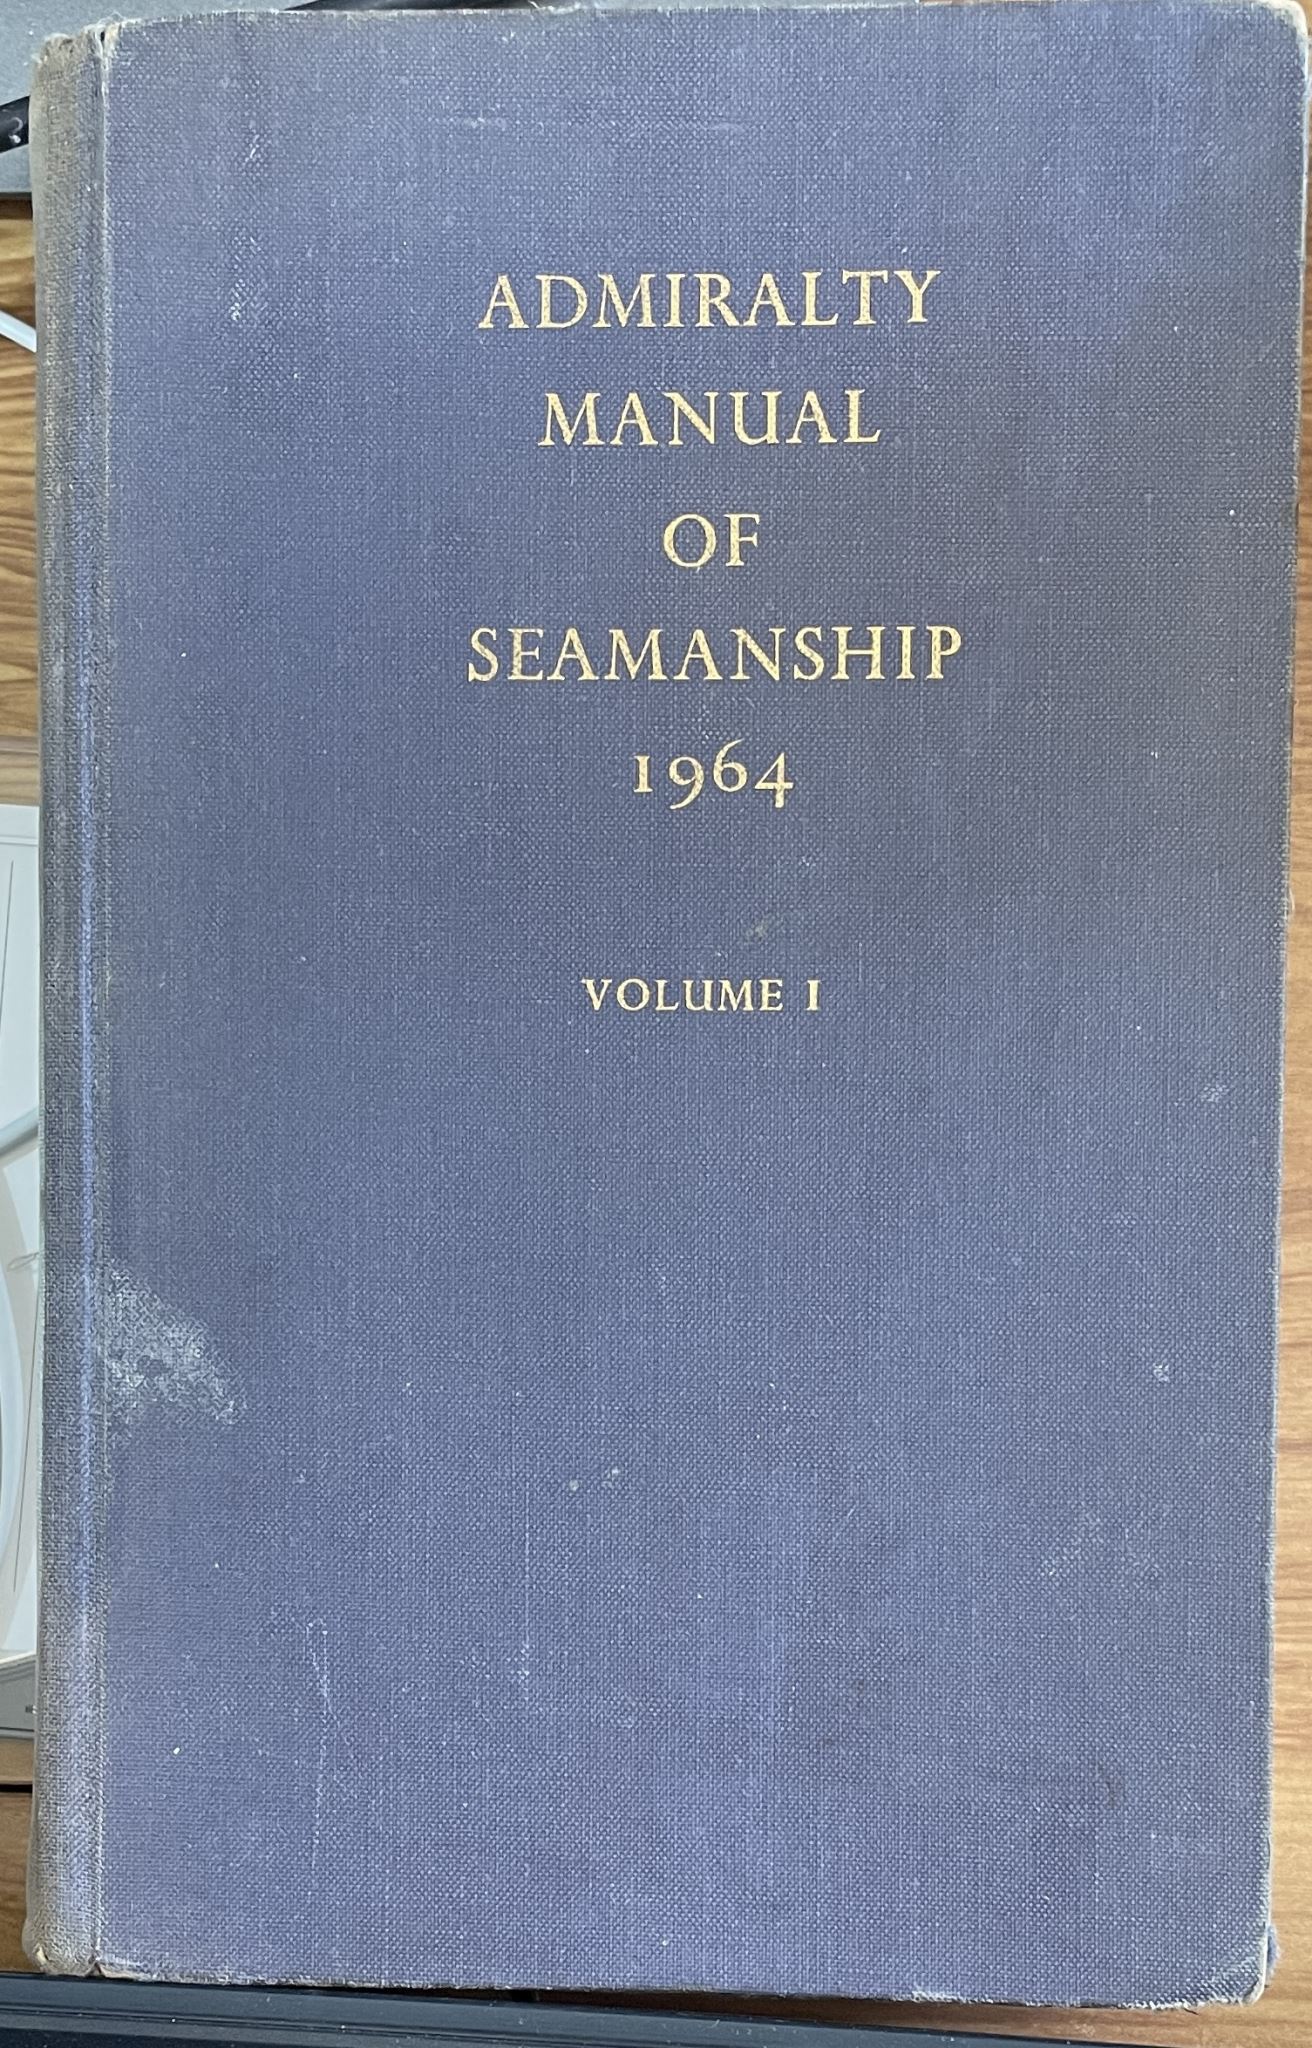 ADMIRALTY
MANUAL
OF
SEAMANSHIP
1964
VOLUME I